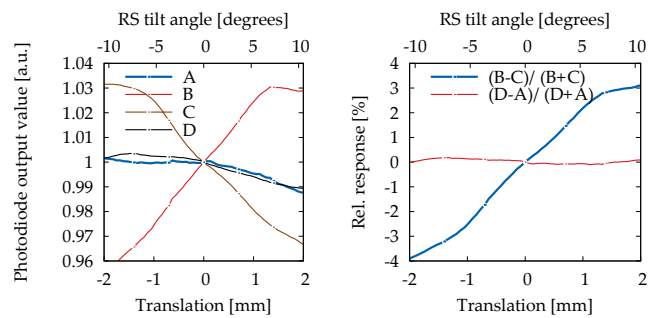 RS tilt angle [degrees]
-10 -5 0 5 10
Photodiode output value [a.u.]
1.04
1.03
1.02
1.01
1
0.99
0.98
0.97
0.96
A
B
C
D
-2 -1 0 1 2
Translation [mm]
RS tilt angle [degrees]
-10 -5 0 5 10
Rel. response [%]
4
3
2
1
0
-1
-2
-3
-4
(B-C)/ (B+C)
(D-A)/ (D+A)
-2 -1 0 1 2
Translation [mm]